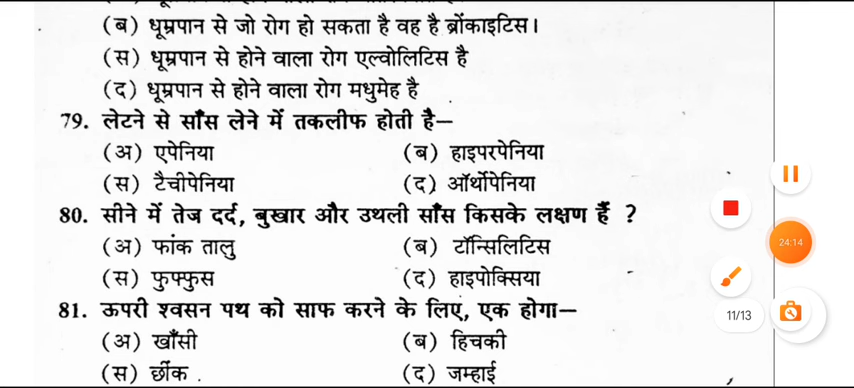 (ब) धूम्रपान से जो रोग हो सकता है वह है ब्रोंकाइटिस।
(स) धूम्रपान से होने वाला रोग एल्वोलिटिस है
(द) धूम्रपान से होने वाला रोग मधुमेह है
79. लेटने से साँस लेने में तकलीफ होती है—
(अ) एपेनिया (ब) हाइपरपेनिया
(स) टैचीपेनिया (द) ऑर्थोपेनिया
80. सीने में तेज दर्द, बुखार और उथली साँस किसके लक्षण हैं ?
(अ) फांक तालु (ब) टॉन्सिलिटिस
(स) फुफ्फुस (द) हाइपोक्सिया
81. ऊपरी श्वसन पथ को साफ करने के लिए, एक होगा—
(अ) खाँसी (ब) हिचकी
(स) छींक . (द) जम्हाई
24:14
11/13